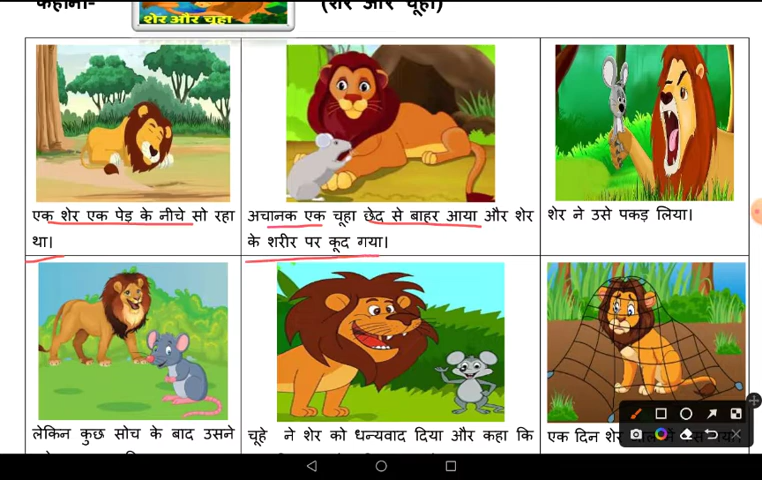 कहानी-
शेर और चूहा
(शेर और चूहा)
एक शेर एक पेड़ के नीचे सो रहा
था।
अचानक एक चूहा छेद से बाहर आया और शेर
के शरीर पर कूद गया।
शेर ने उसे पकड़ लिया।
लेकिन कुछ सोच के बाद उसने
चूहे ने शेर को धन्यवाद दिया और कहा कि
एक दिन शेर